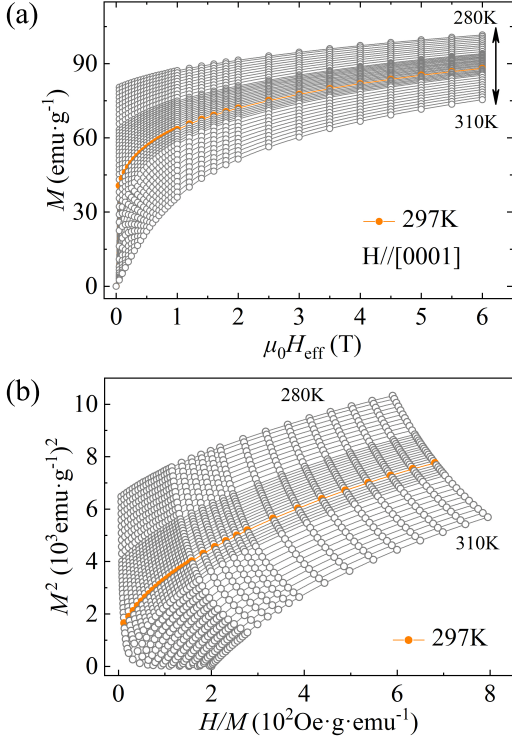 (a)
280K
90
60
30
0
310K
297K
H//[0001]
M (emu·g⁻¹)
0 1 2 3 4 5 6
μ₀H_eff (T)
(b)
280K
10
8
6
4
2
0
310K
297K
M² (10³emu·g⁻¹)²
0 2 4 6 8
H/M (10²Oe·g·emu⁻¹)